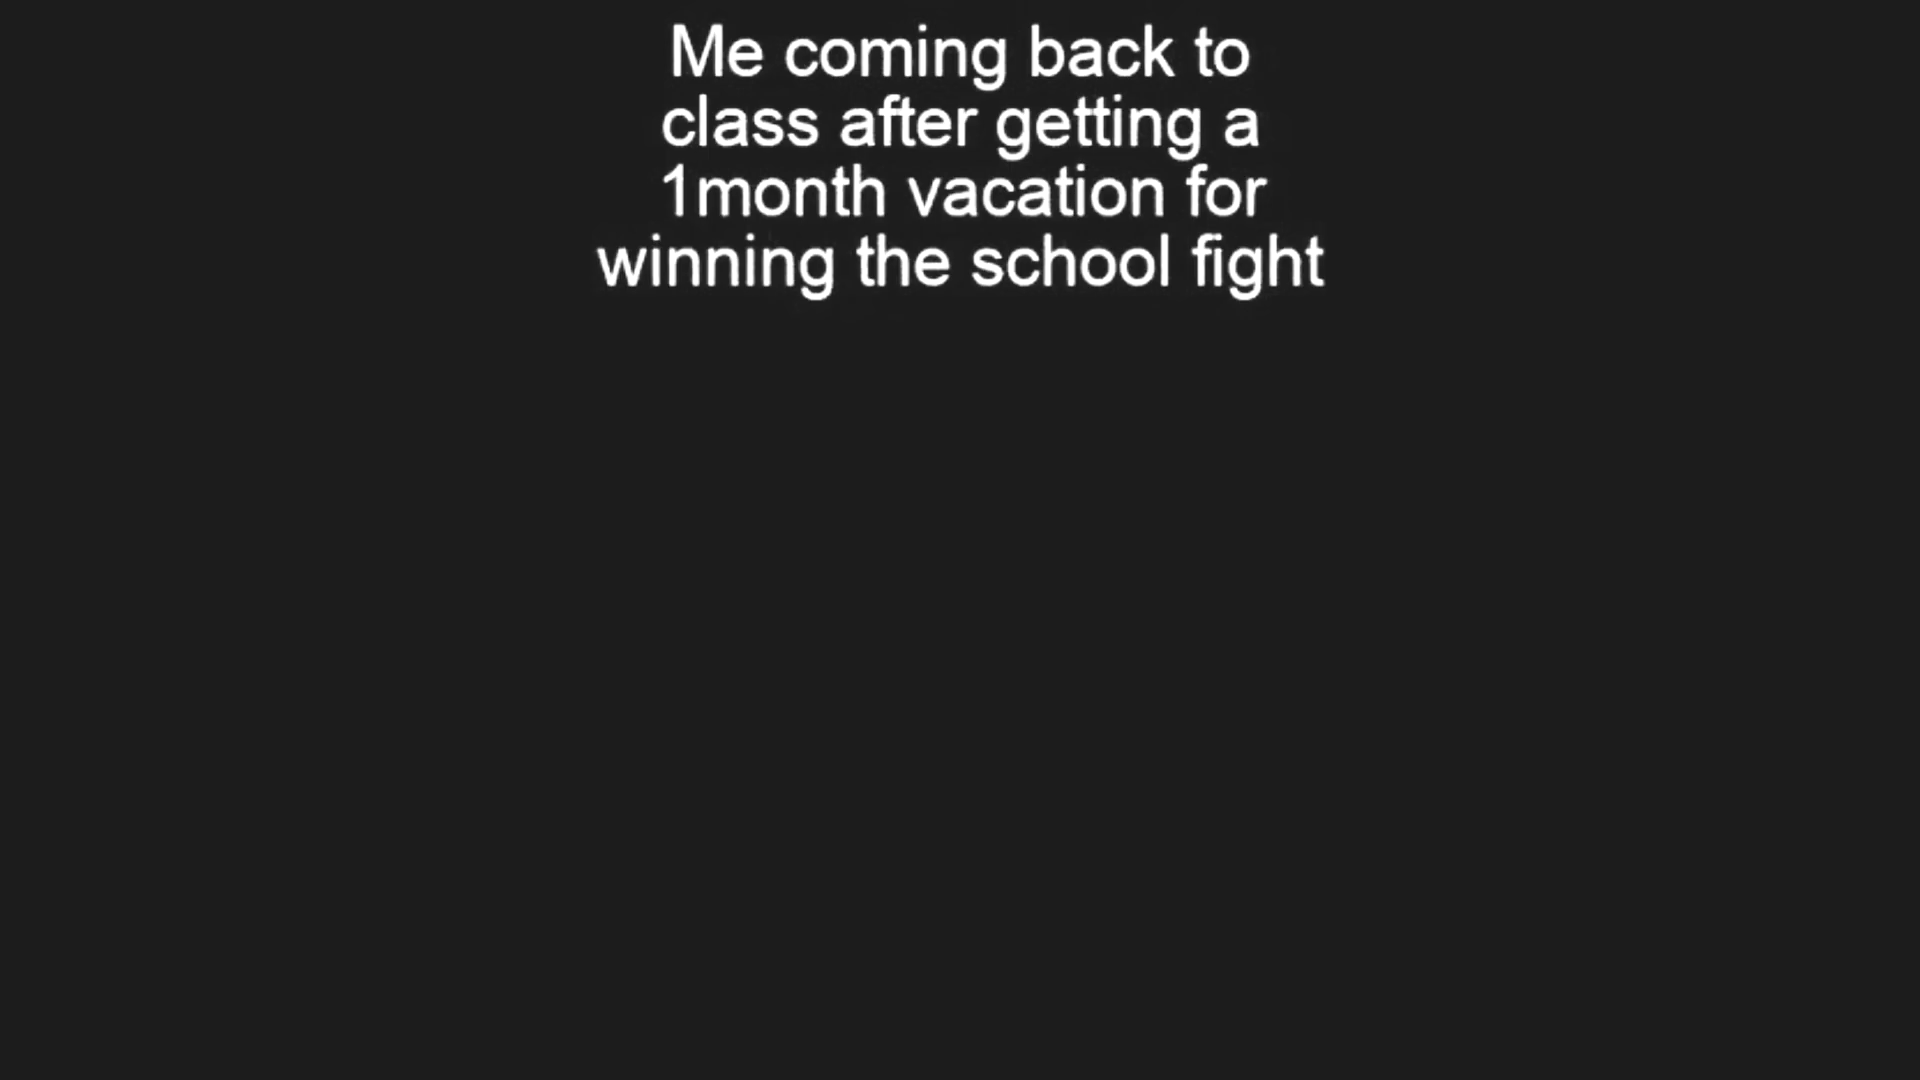 Me coming back to
class after getting a
1month vacation for
winning the school fight